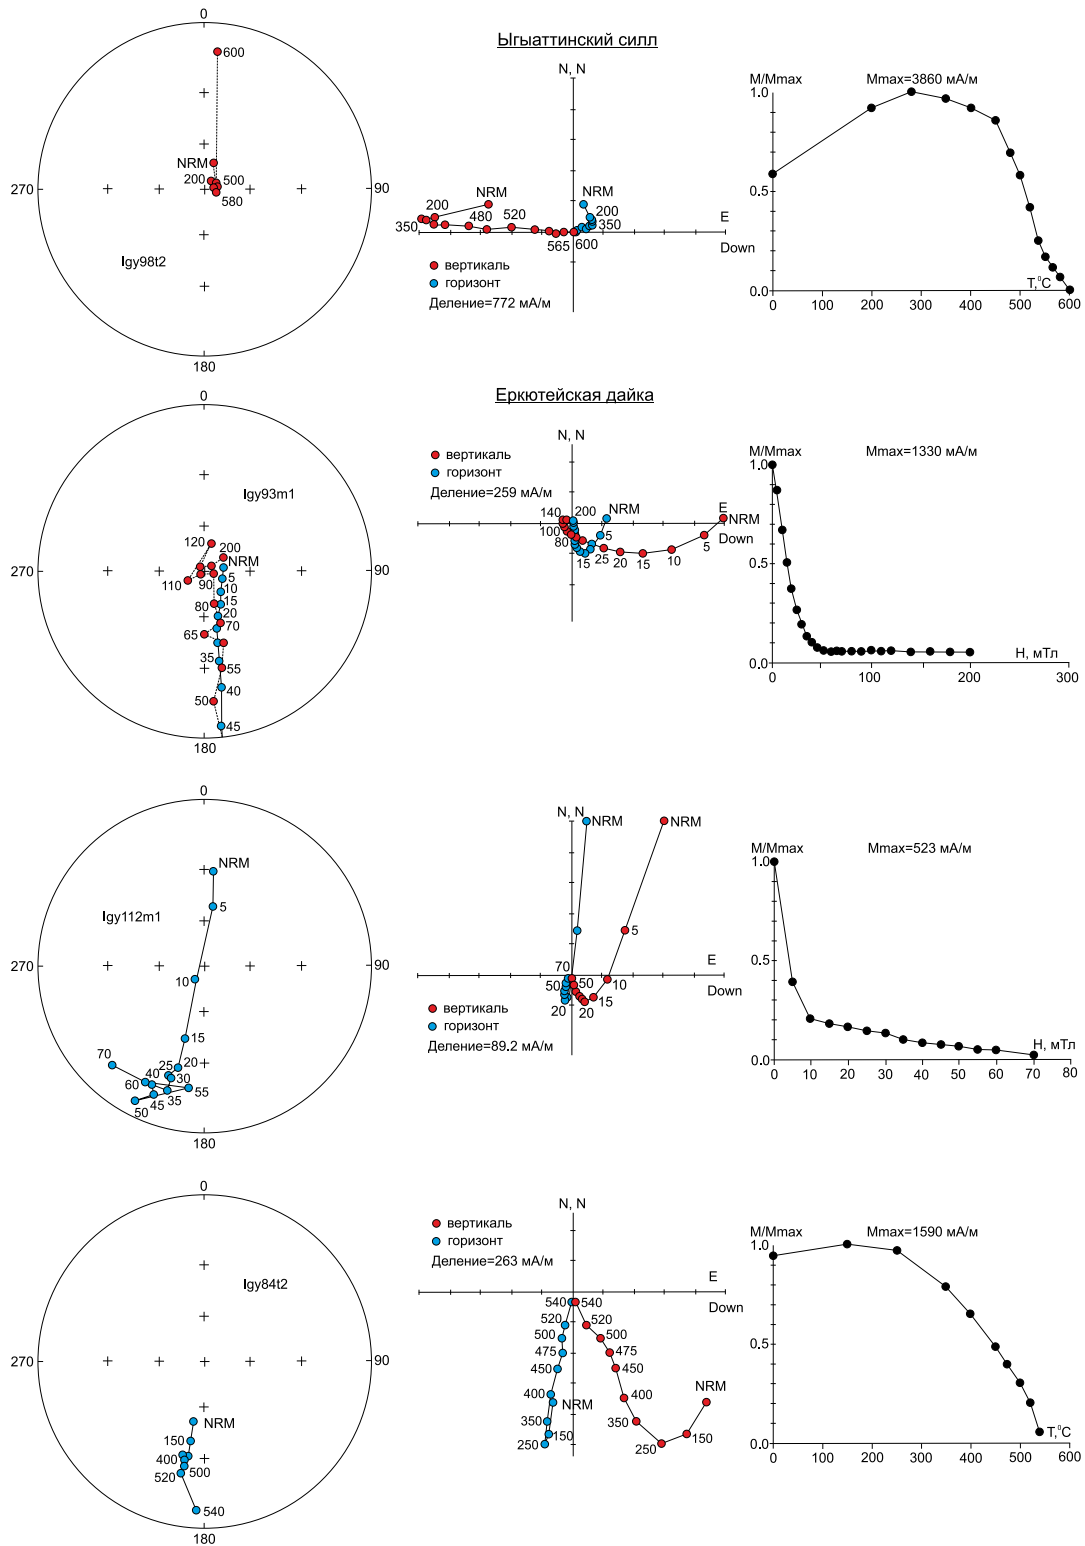 0
Ыгыаттинский силл
600
N, N
M/Mmax
Mmax=3860 мА/м
1.0
NRM
200
500
270
90
580
NRM
NRM
200
480
520
200
350
350
E
565
600
Down
0.5
Igy98t2
вертикаль
горизонт
Деление=772 мА/м
T,°C
0.0
0
100
200
300
400
500
600
180
0
Еркютейская дайка
N, N
вертикаль
горизонт
Деление=259 мА/м
M/Mmax
Mmax=1330 мА/м
1.0
Igy93m1
NRM
E
140
200
NRM
100
5
5
Down
80
15
25
20
15
10
120
200
NRM
270
90
5
110
90
10
15
80
20
70
65
35
55
40
50
45
0.5
H, мТл
0.0
0
100
200
300
180
0
N, N
NRM
NRM
M/Mmax
Mmax=523 мА/м
1.0
NRM
5
5
Igy112m1
270
90
10
70
E
50
50
10
Down
20
20
15
15
вертикаль
горизонт
Деление=89.2 мА/м
0.5
70
25
20
40
60
30
55
35
45
50
H, мТл
0.0
0
10
20
30
40
50
60
70
80
180
0
N, N
вертикаль
горизонт
Деление=263 мА/м
M/Mmax
Mmax=1590 мА/м
1.0
Igy84t2
E
540
540
Down
520
520
500
500
475
475
450
450
400
400
NRM
NRM
350
350
150
150
250
250
270
90
NRM
150
400
500
520
540
0.5
T,°C
0.0
0
100
200
300
400
500
600
180